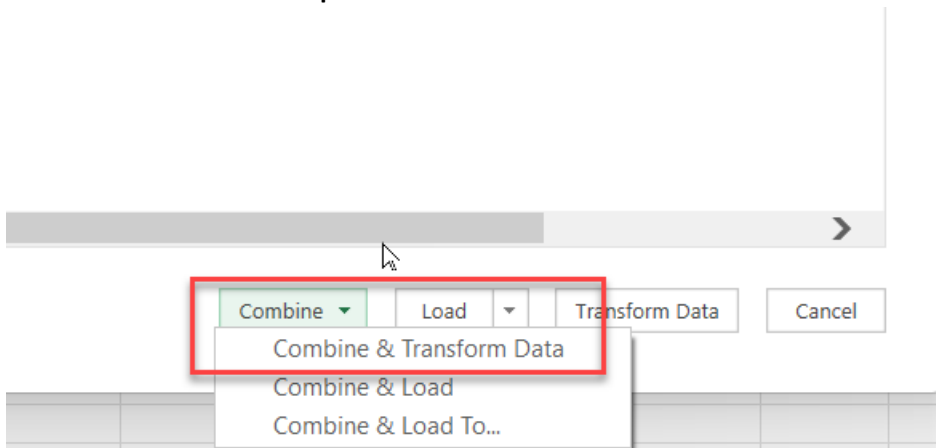 Combine Load Transform Data Cancel
Combine & Transform Data
Combine & Load
Combine & Load To...